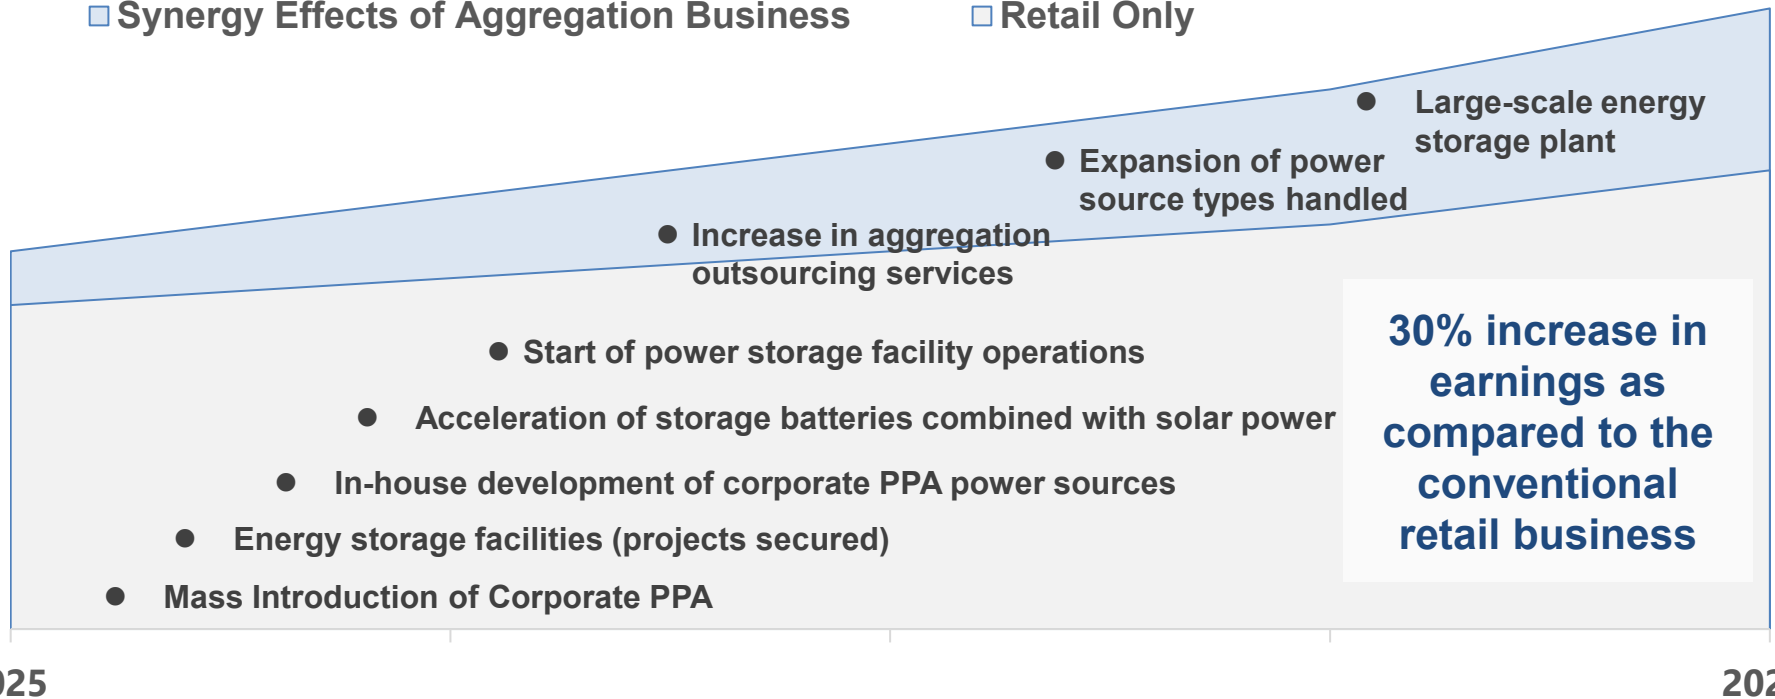 Synergy Effects of Aggregation Business
Retail Only
Large-scale energy
storage plant
Expansion of power
source types handled
Increase in aggregation
outsourcing services
Start of power storage facility operations
Acceleration of storage batteries combined with solar power
In-house development of corporate PPA power sources
Energy storage facilities (projects secured)
Mass Introduction of Corporate PPA
30% increase in
earnings as
compared to the
conventional
retail business